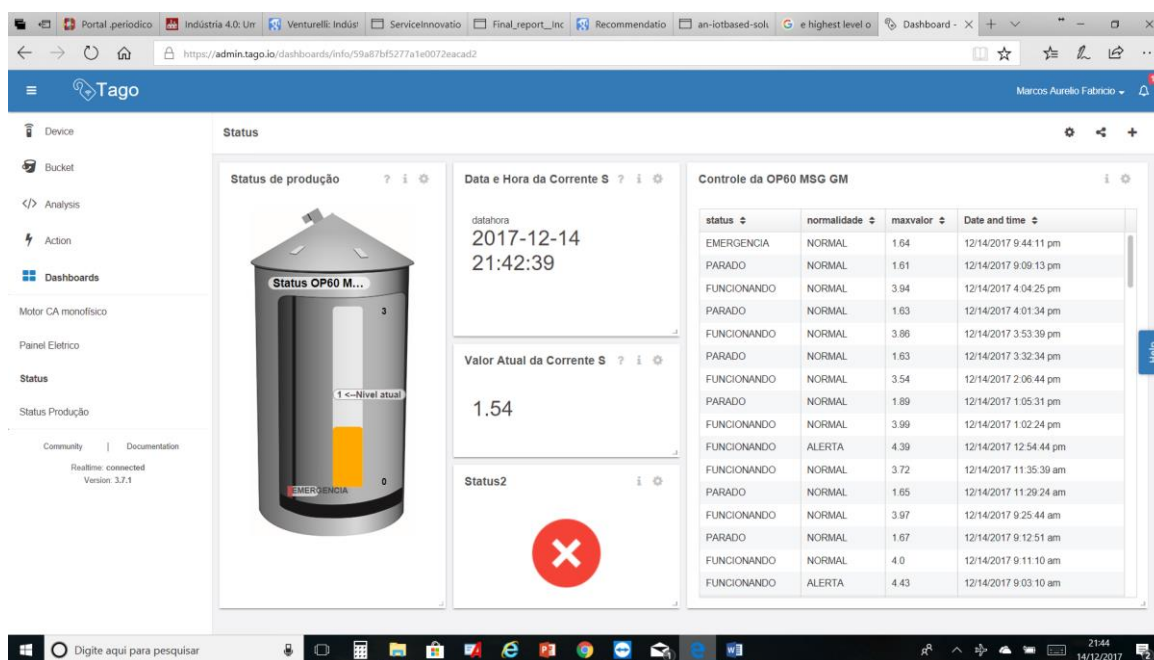 Portal .periodico
Indústria 4.0: Um
Venturelli: Indús
ServiceInnovatio
Final_report_Inc
Recommendatio
an-iotbased-solu
e highest level o
Dashboard -
https://admin.tago.io/dashboards/info/59a87bf5277a1e0072eacad2
Tago
Marcos Aurelio Fabricio
Device
Bucket
Analysis
Action
Dashboards
Motor CA monofísico
Painel Eletrico
Status
Status Produção
Community | Documentation
Realtime: connected
Version: 3.7.1
Status
Status de produção
Status OP60 M...
3
1 <--Nivel atual
0
EMERGENCIA
Data e Hora da Corrente S
datahora
2017-12-14
21:42:39
Valor Atual da Corrente S
1.54
Status2
Controle da OP60 MSG GM
status normalidade maxvalor Date and time
EMERGENCIA NORMAL 1.64 12/14/2017 9:44:11 pm
PARADO NORMAL 1.61 12/14/2017 9:09:13 pm
FUNCIONANDO NORMAL 3.94 12/14/2017 4:04:25 pm
PARADO NORMAL 1.63 12/14/2017 4:01:34 pm
FUNCIONANDO NORMAL 3.86 12/14/2017 3:53:39 pm
PARADO NORMAL 1.63 12/14/2017 3:32:34 pm
FUNCIONANDO NORMAL 3.54 12/14/2017 2:06:44 pm
PARADO NORMAL 1.89 12/14/2017 1:05:31 pm
FUNCIONANDO NORMAL 3.99 12/14/2017 1:02:24 pm
FUNCIONANDO ALERTA 4.39 12/14/2017 12:54:44 pm
FUNCIONANDO NORMAL 3.72 12/14/2017 11:35:39 am
PARADO NORMAL 1.65 12/14/2017 11:29:24 am
FUNCIONANDO NORMAL 3.97 12/14/2017 9:25:44 am
PARADO NORMAL 1.67 12/14/2017 9:12:51 am
FUNCIONANDO NORMAL 4.0 12/14/2017 9:11:10 am
FUNCIONANDO ALERTA 4.43 12/14/2017 9:03:10 am
Help
Digite aqui para pesquisar
21:44
14/12/2017